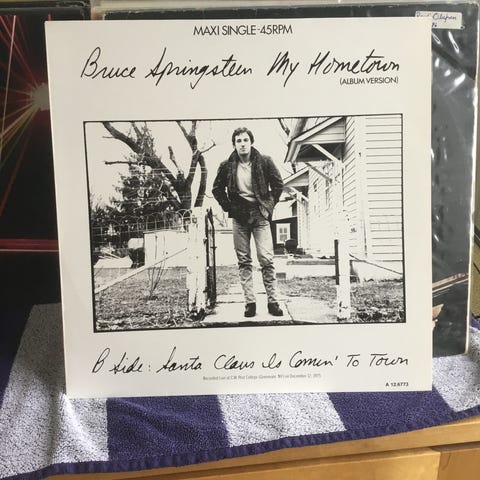 MAXI SINGLE-45RPM
Bruce Springsteen My Hometown
(ALBUM VERSION)
B Side: Santa Claus Is Comin' To Town
Recorded Live at C.W. Post College (Greenvale, NY) on December 12, 1975
A 12.6773